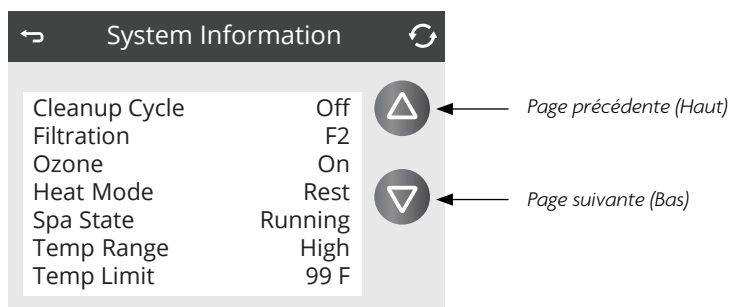 System Information
Cleanup Cycle Off
Filtration F2
Ozone On
Heat Mode Rest
Spa State Running
Temp Range High
Temp Limit 99 F
Page précédente (Haut)
Page suivante (Bas)